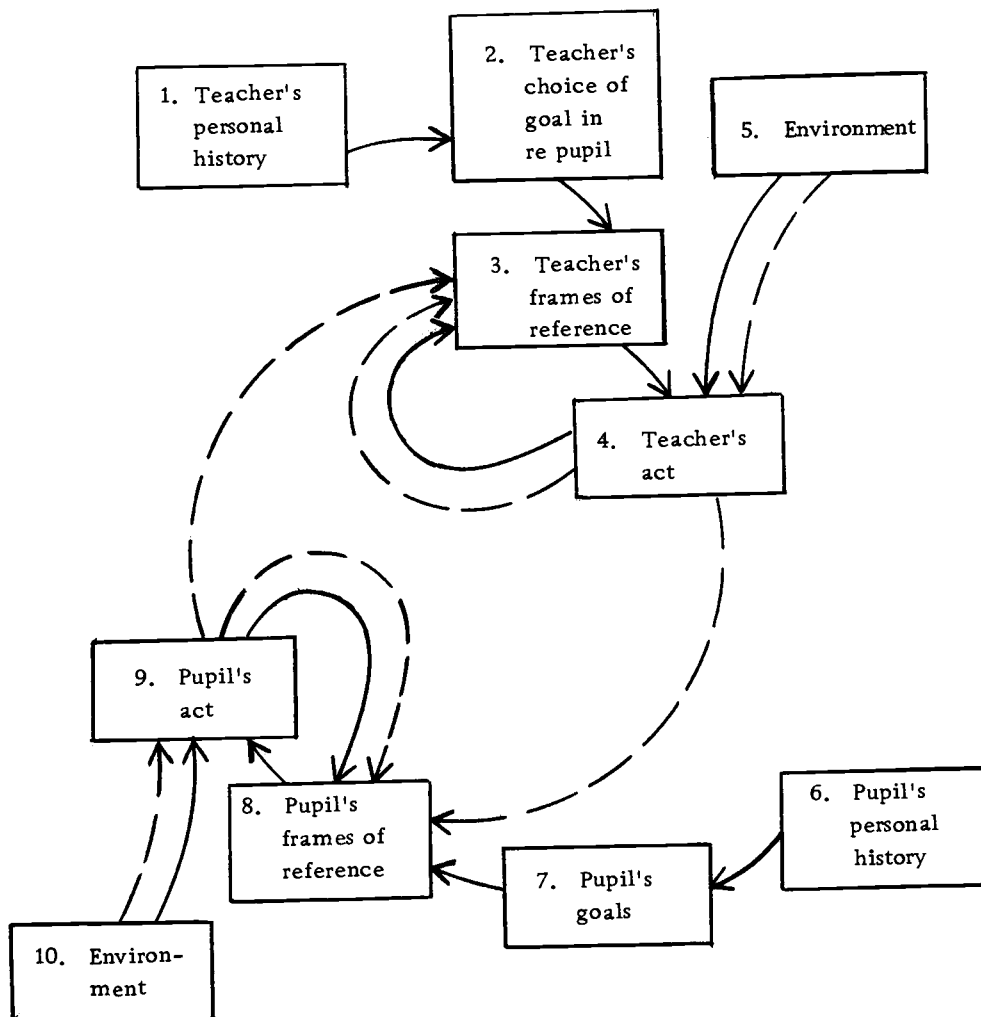 1. Teacher's
personal
history
2. Teacher's
choice of
goal in
re pupil
5. Environment
3. Teacher's
frames of
reference
4. Teacher's
act
9. Pupil's
act
8. Pupil's
frames of
reference
7. Pupil's
goals
6. Pupil's
personal
history
10. Environ-
ment